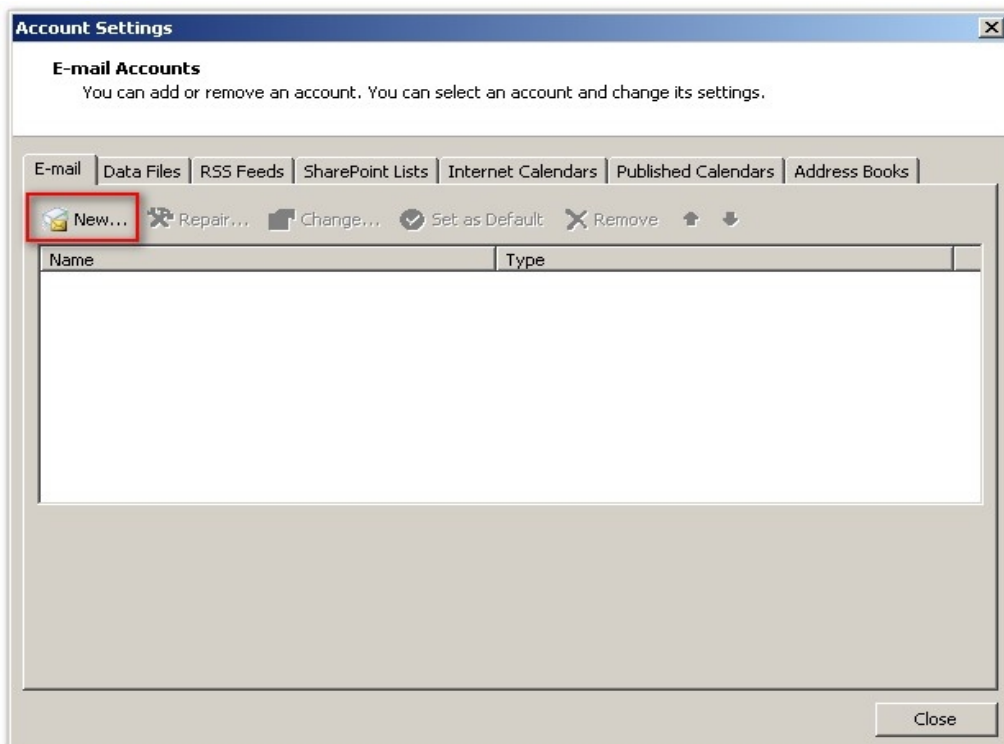 Account Settings
E-mail Accounts
You can add or remove an account. You can select an account and change its settings.
E-mail Data Files RSS Feeds SharePoint Lists Internet Calendars Published Calendars Address Books
New... Repair... Change... Set as Default Remove
Name Type
Close